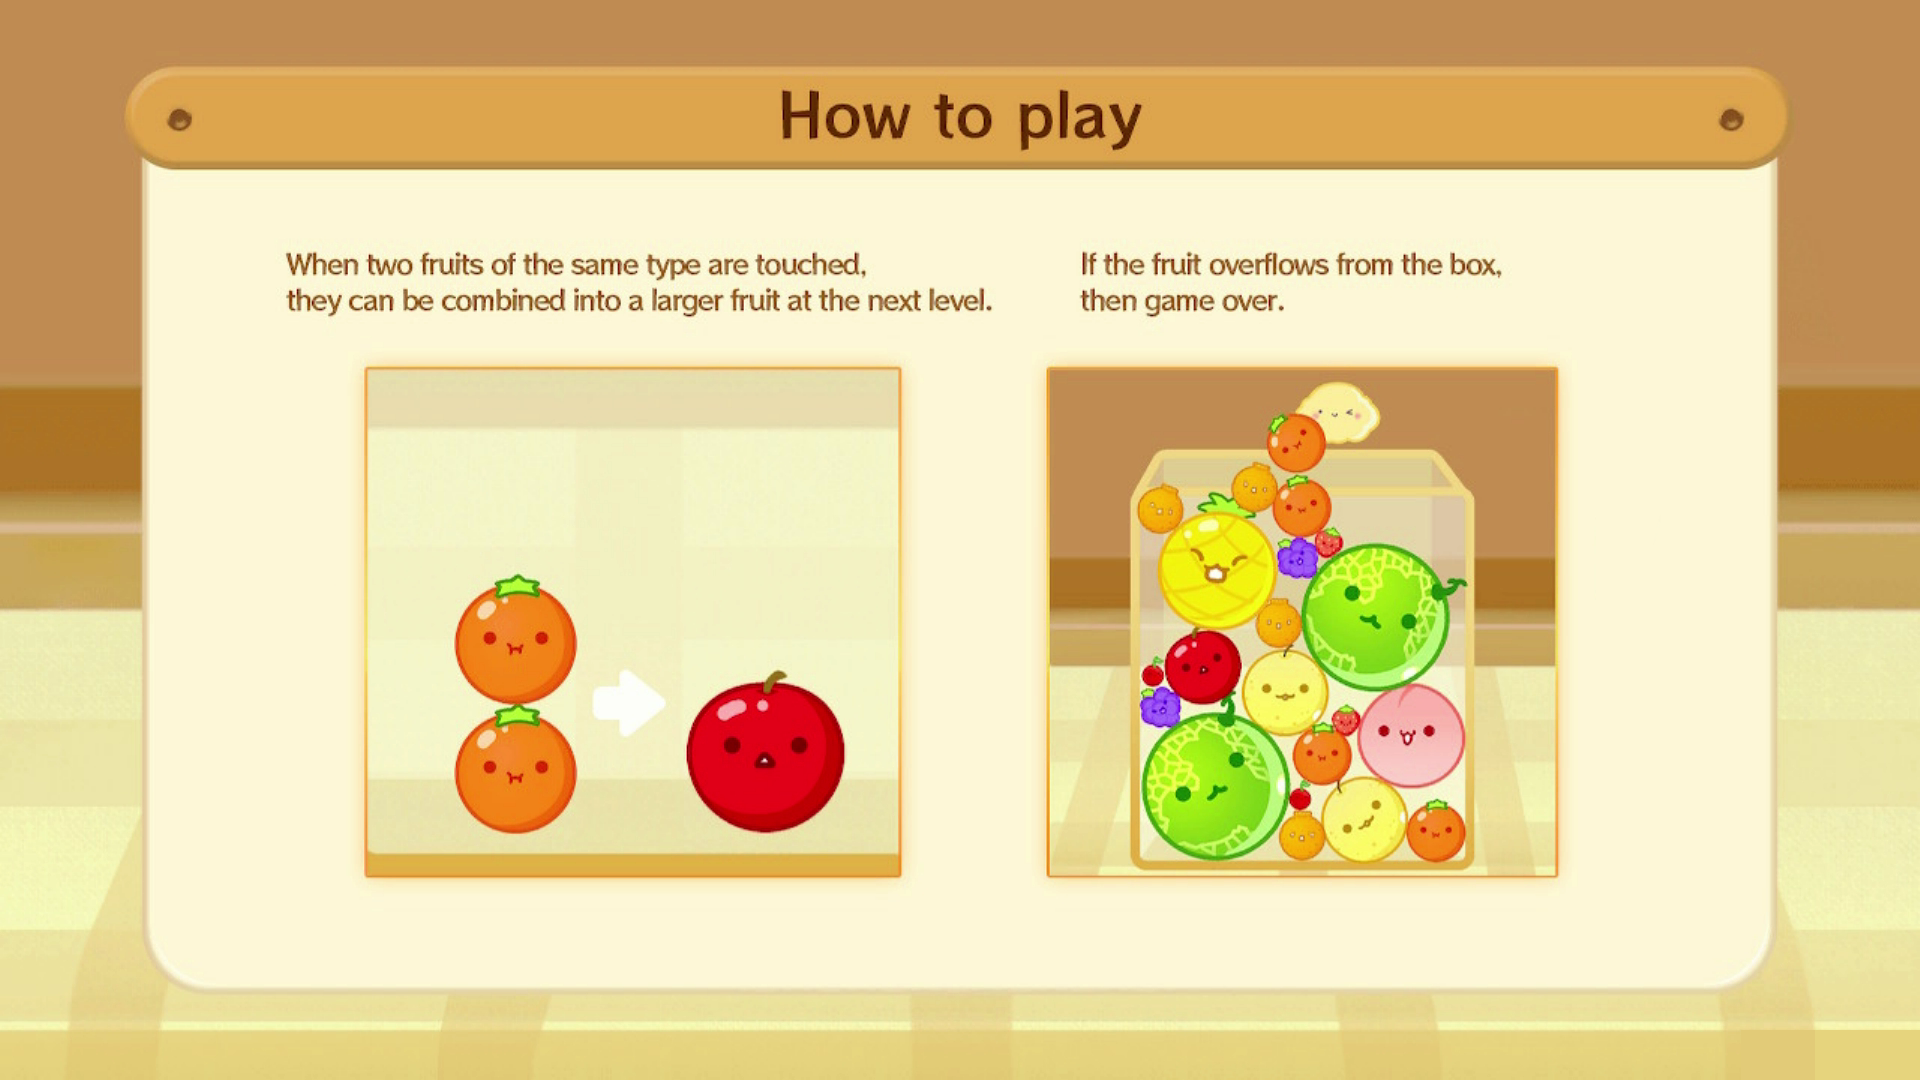 How to play
When two fruits of the same type are touched,
they can be combined into a larger fruit at the next level.
If the fruit overflows from the box,
then game over.